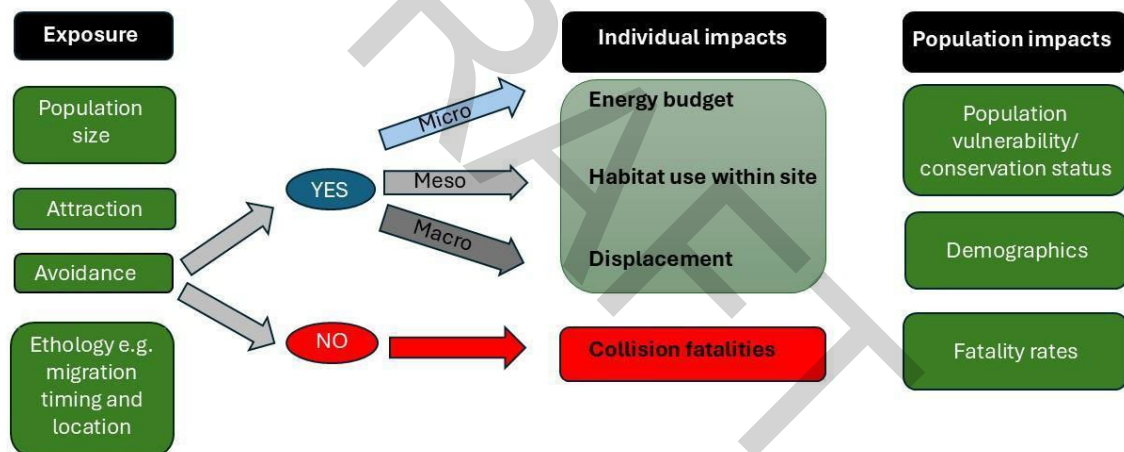 Exposure
Population
size
Attraction
Avoidance
Ethology e.g.
migration
timing and
location
YES
NO
Micro
Meso
Macro
Individual impacts
Energy budget
Habitat use within site
Displacement
Collision fatalities
Population impacts
Population
vulnerability/
conservation status
Demographics
Fatality rates
DRAFT